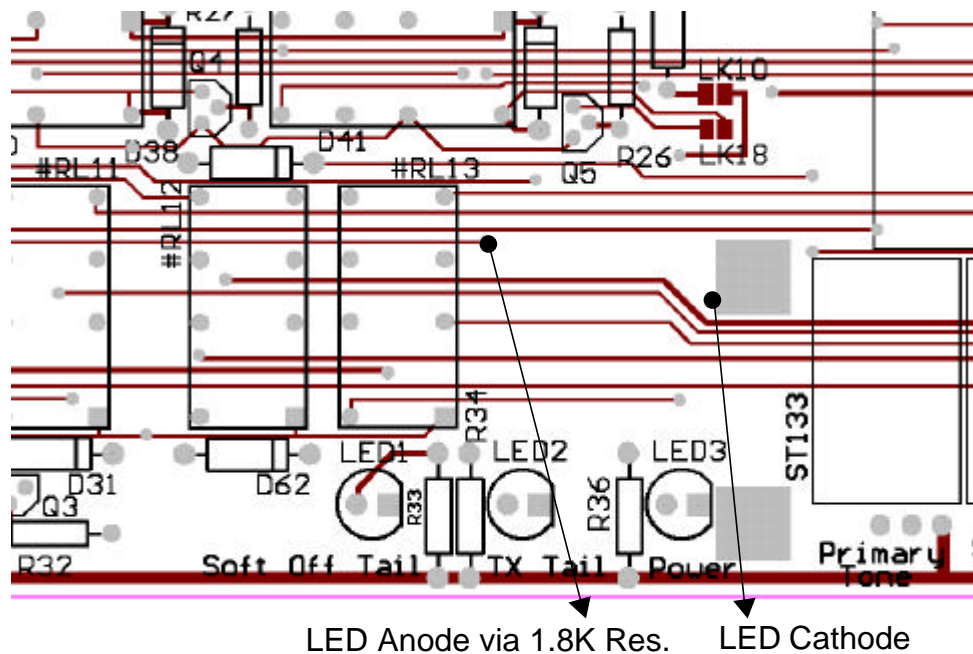 R27
Q4
LK10
D38
D41
#RL11
#RL13
Q5
R26
LK18
#RL12
R34
ST133
LED1
LED2
LED3
D31
D62
R33
R36
Q3
R32
Soft Off Tail
TX Tail
Power
Primary
Tone
LED Anode via 1.8K Res.
LED Cathode